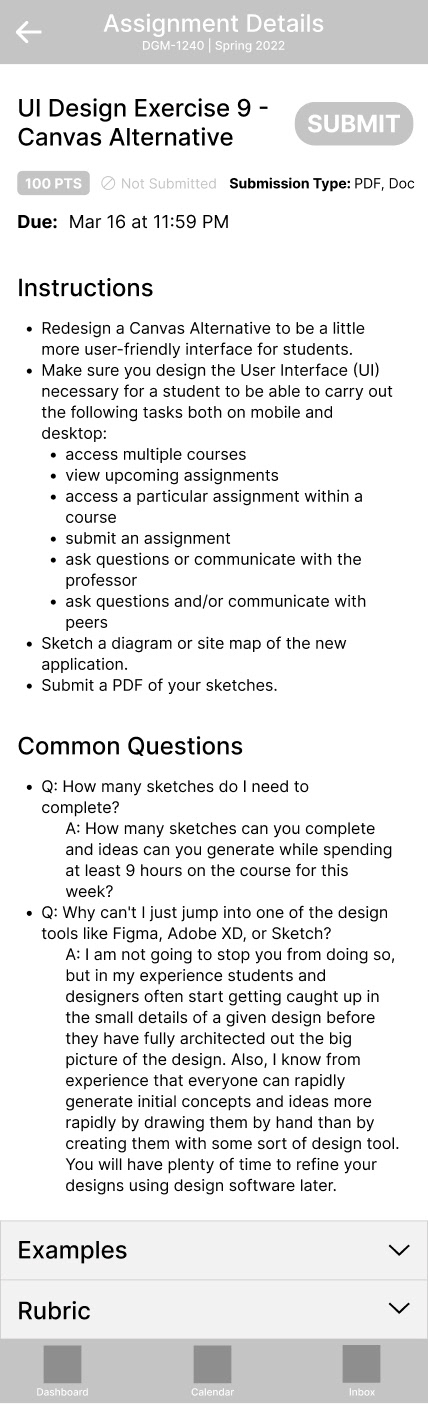 Assignment Details
DGM-1240 | Spring 2022
UI Design Exercise 9 -
Canvas Alternative
SUBMIT
100 PTS Not Submitted Submission Type: PDF, Doc
Due: Mar 16 at 11:59 PM
Instructions
• Redesign a Canvas Alternative to be a little
more user-friendly interface for students.
• Make sure you design the User Interface (UI)
necessary for a student to be able to carry out
the following tasks both on mobile and
desktop:
• access multiple courses
• view upcoming assignments
• access a particular assignment within a
course
• submit an assignment
• ask questions or communicate with the
professor
• ask questions and/or communicate with
peers
• Sketch a diagram or site map of the new
application.
• Submit a PDF of your sketches.
Common Questions
• Q: How many sketches do I need to
complete?
A: How many sketches can you complete
and ideas can you generate while spending
at least 9 hours on the course for this
week?
• Q: Why can't I just jump into one of the design
tools like Figma, Adobe XD, or Sketch?
A: I am not going to stop you from doing so,
but in my experience students and
designers often start getting caught up in
the small details of a given design before
they have fully architected out the big
picture of the design. Also, I know from
experience that everyone can rapidly
generate initial concepts and ideas more
rapidly by drawing them by hand than by
creating them with some sort of design tool.
You will have plenty of time to refine your
designs using design software later.
Examples
Rubric
Dashboard Calendar Inbox